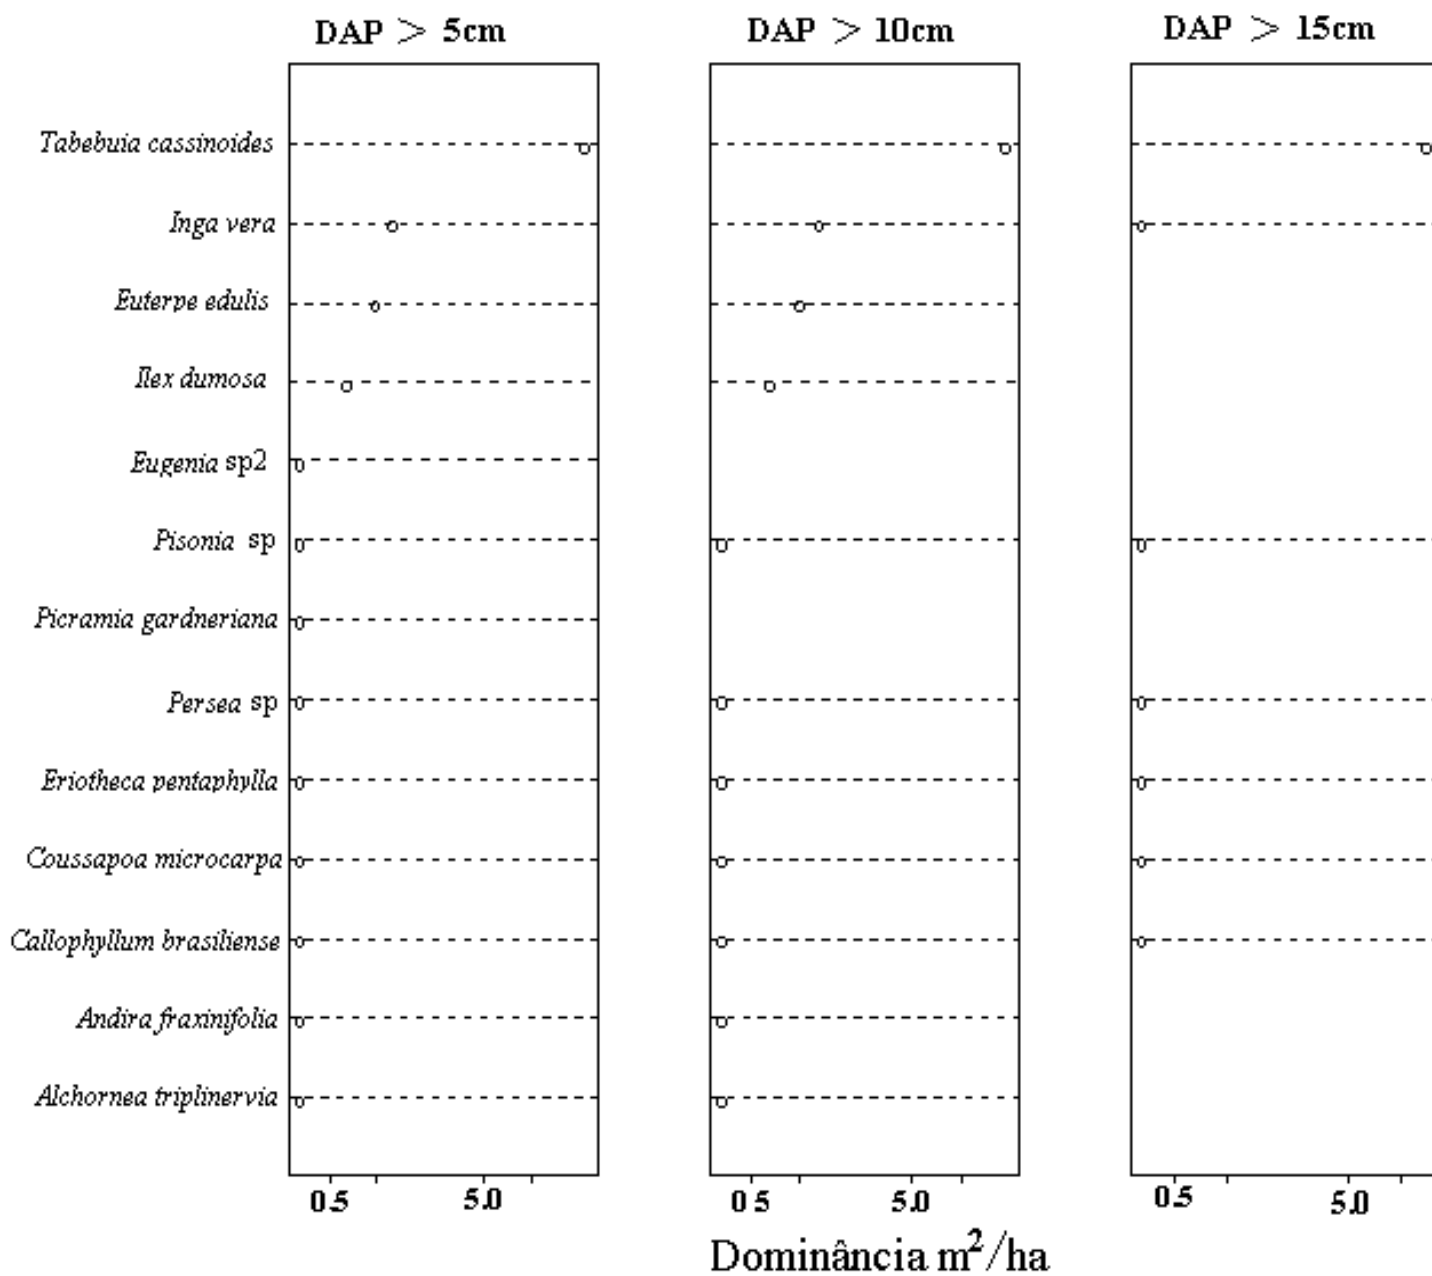 DAP > 5cm DAP > 10cm DAP > 15cm
Tabebuia cassinoides
Inga vera
Euterpe edulis
Ilex dumosa
Eugenia sp2
Pisonia sp
Picramia gardneriana
Persea sp
Eriotheca pentaphylla
Coussapoa microcarpa
Callophyllum brasiliense
Andira fraxinifolia
Alchornea triplinervia
0.5 5.0 0.5 5.0 0.5 5.0
Dominância m²/ha